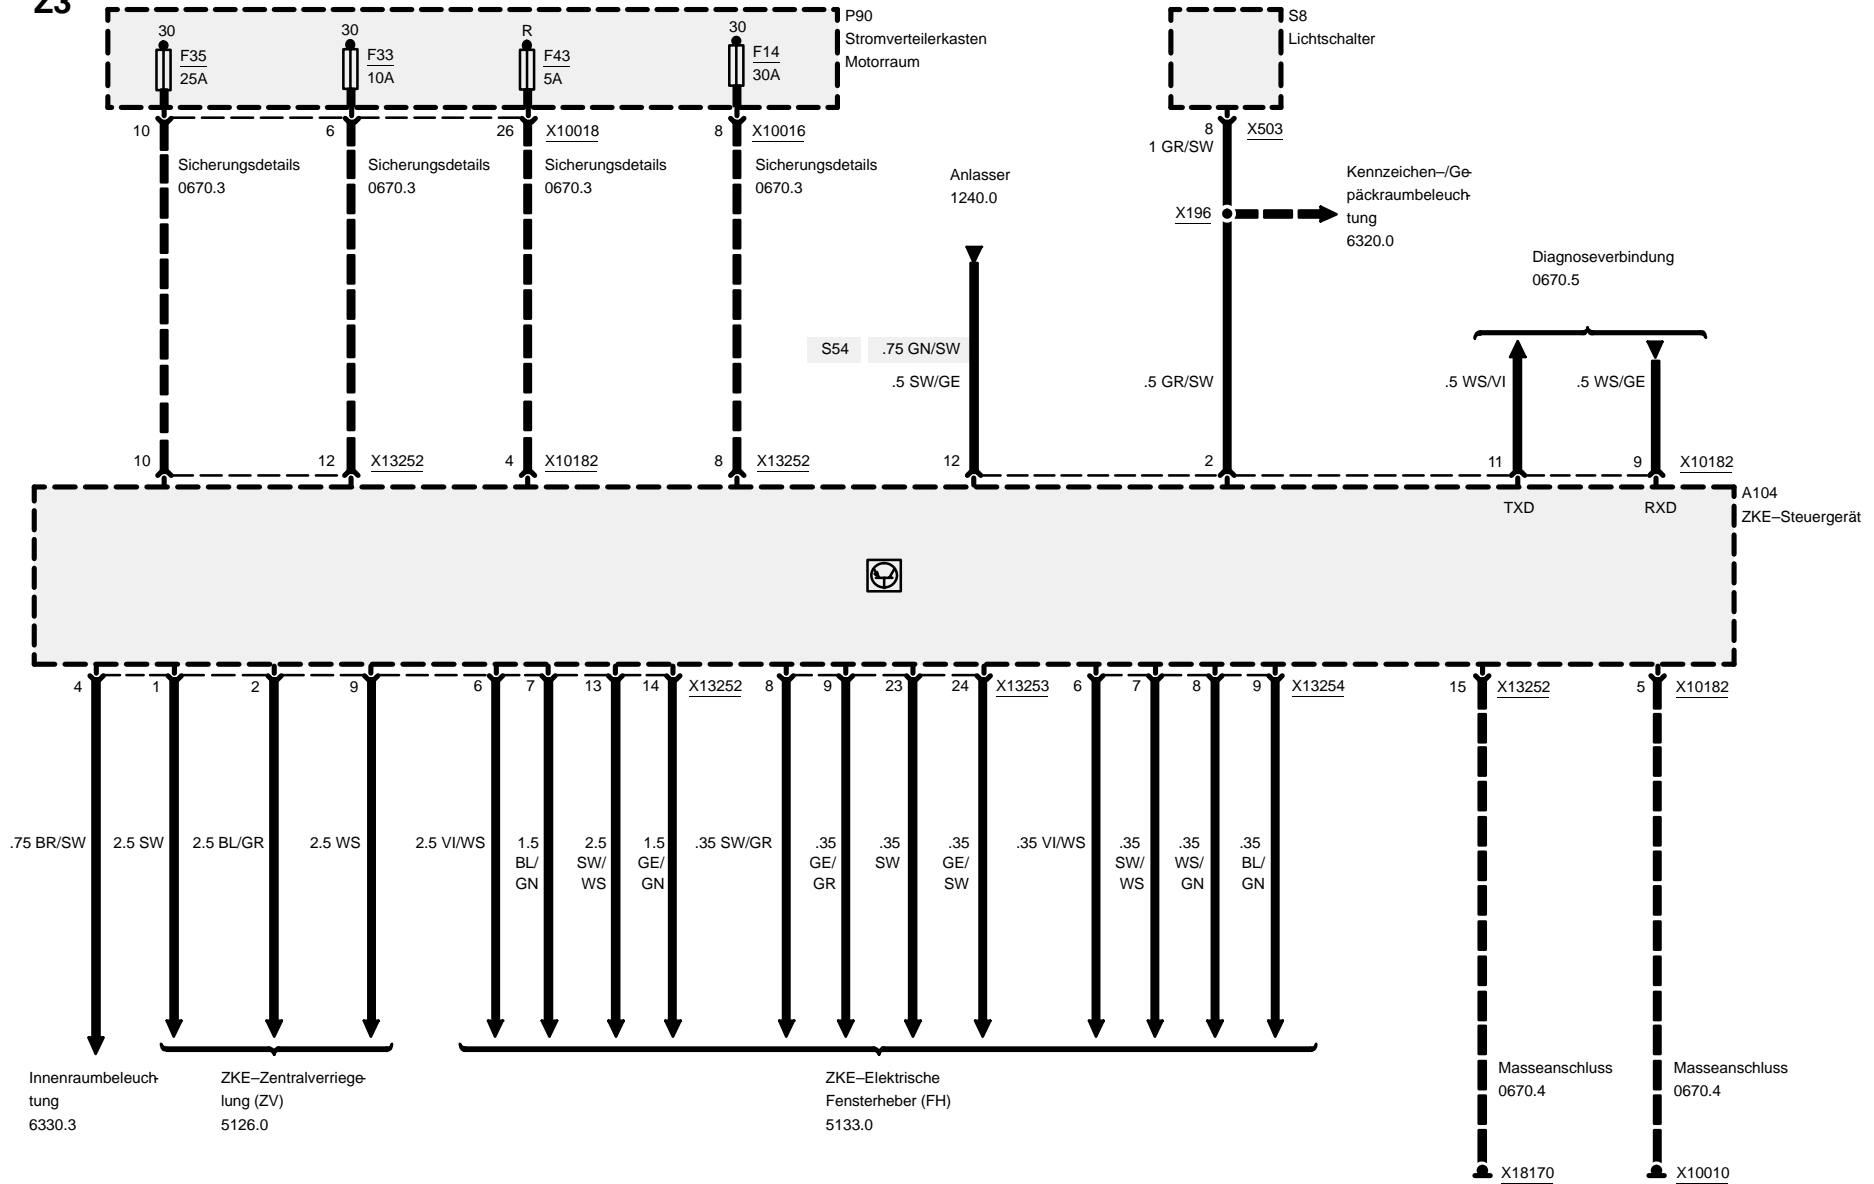 Z3
30
F35
25A
30
F33
10A
R
F43
5A
30
F14
30A
P90
Stromverteilerkasten
Motorraum
S8
Lichtschalter
10
6
26
X10018
8
X10016
8
X503
1 GR/SW
Sicherungsdetails
0670.3
Sicherungsdetails
0670.3
Sicherungsdetails
0670.3
Sicherungsdetails
0670.3
Anlasser
1240.0
X196
Kennzeichen–/Ge-
päckraumbeleuch-
tung
6320.0
Diagnoseverbindung
0670.5
S54
.75 GN/SW
.5 SW/GE
.5 GR/SW
.5 WS/VI
.5 WS/GE
10
12
X13252
4
X10182
8
X13252
12
2
11
9
X10182
TXD
RXD
A104
ZKE–Steuergerät
4
1
2
9
6
7
13
14
X13252
8
9
23
24
X13253
6
7
8
9
X13254
15
X13252
5
X10182
.75 BR/SW
2.5 SW
2.5 BL/GR
2.5 WS
2.5 VI/WS
1.5
BL/
GN
2.5
SW/
WS
1.5
GE/
GN
.35 SW/GR
.35
GE/
GR
.35
SW
.35
GE/
SW
.35 VI/WS
.35
SW/
WS
.35
WS/
GN
.35
BL/
GN
Innenraumbeleuch-
tung
6330.3
ZKE–Zentralverriege-
lung (ZV)
5126.0
ZKE–Elektrische
Fensterheber (FH)
5133.0
Masseanschluss
0670.4
Masseanschluss
0670.4
X18170
X10010